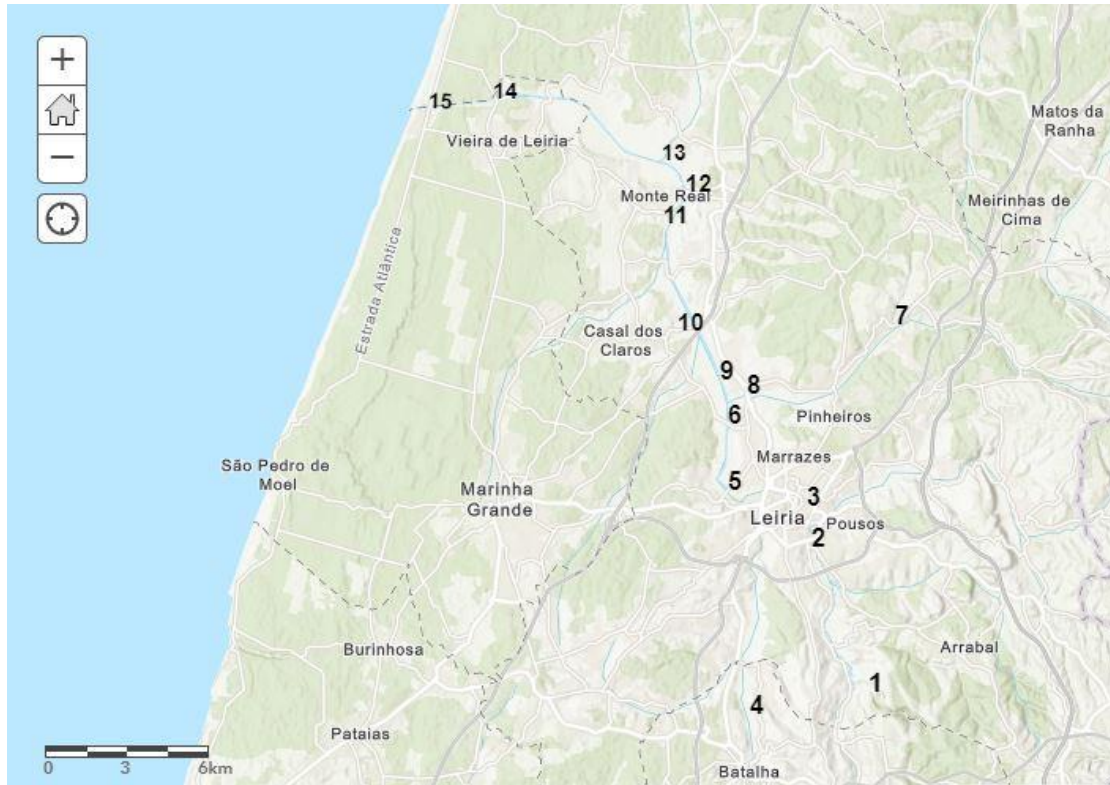 +
−
15
14
Vieira de Leiria
13
12
Monte Real
11
Matos da
Ranha
Meirinhas de
Cima
Estrada Atlântica
7
10
Casal dos
Claros
9
8
6
Pinheiros
Marrazes
São Pedro de
Moel
Marinha
Grande
5
3
Leiria
Pousos
2
Burinhosa
Arrabal
1
4
Pataias
Batalha
0 3 6km